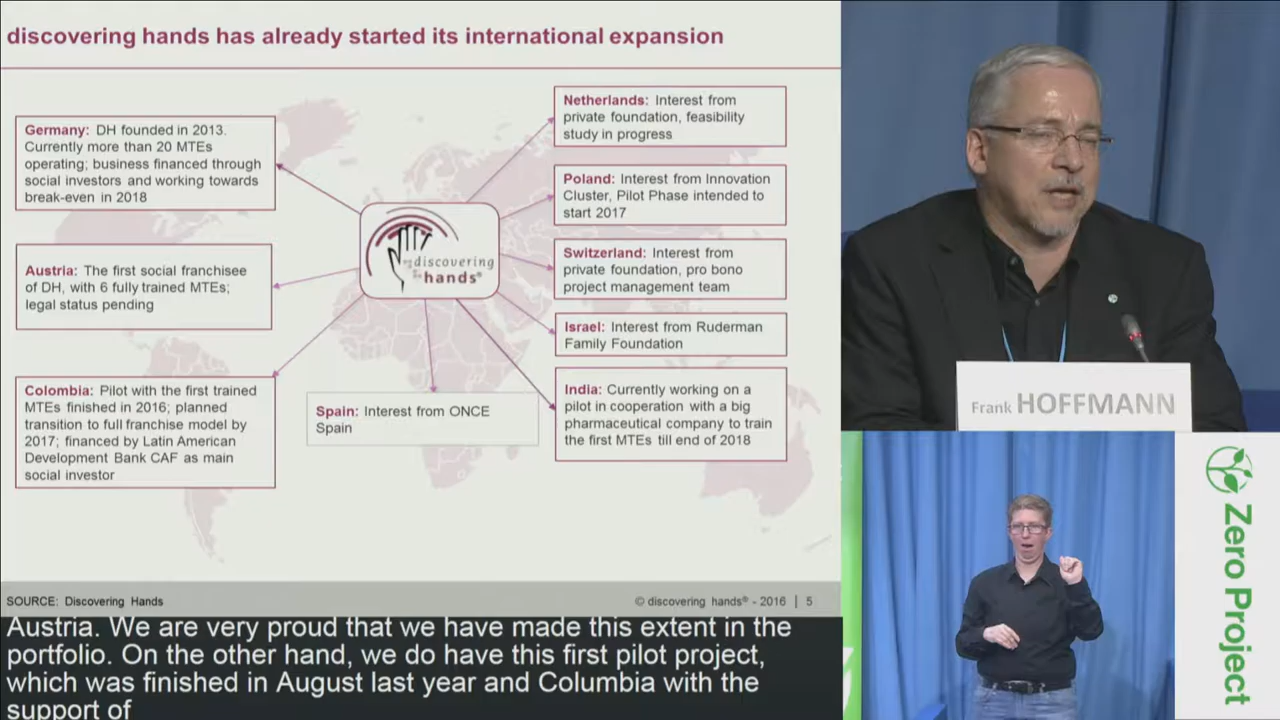 discovering hands has already started its international expansion
Germany: DH founded in 2013.
Currently more than 20 MTEs
operating; business financed through
social investors and working towards
break-even in 2018
Austria: The first social franchisee
of DH, with 6 fully trained MTEs;
legal status pending
Colombia: Pilot with the first trained
MTEs finished in 2016; planned
transition to full franchise model by
2017; financed by Latin American
Development Bank CAF as main
social investor
discovering
hands®
Spain: Interest from ONCE
Spain
Netherlands: Interest from
private foundation, feasibility
study in progress
Poland: Interest from Innovation
Cluster, Pilot Phase intended to
start 2017
Switzerland: Interest from
private foundation, pro bono
project management team
Israel: Interest from Ruderman
Family Foundation
India: Currently working on a
pilot in cooperation with a big
pharmaceutical company to train
the first MTEs till end of 2018
SOURCE: Discovering Hands
© discovering hands® - 2016 | 5
Austria. We are very proud that we have made this extent in the
portfolio. On the other hand, we do have this first pilot project,
which was finished in August last year and Columbia with the
support of
Frank HOFFMANN
Zero Project